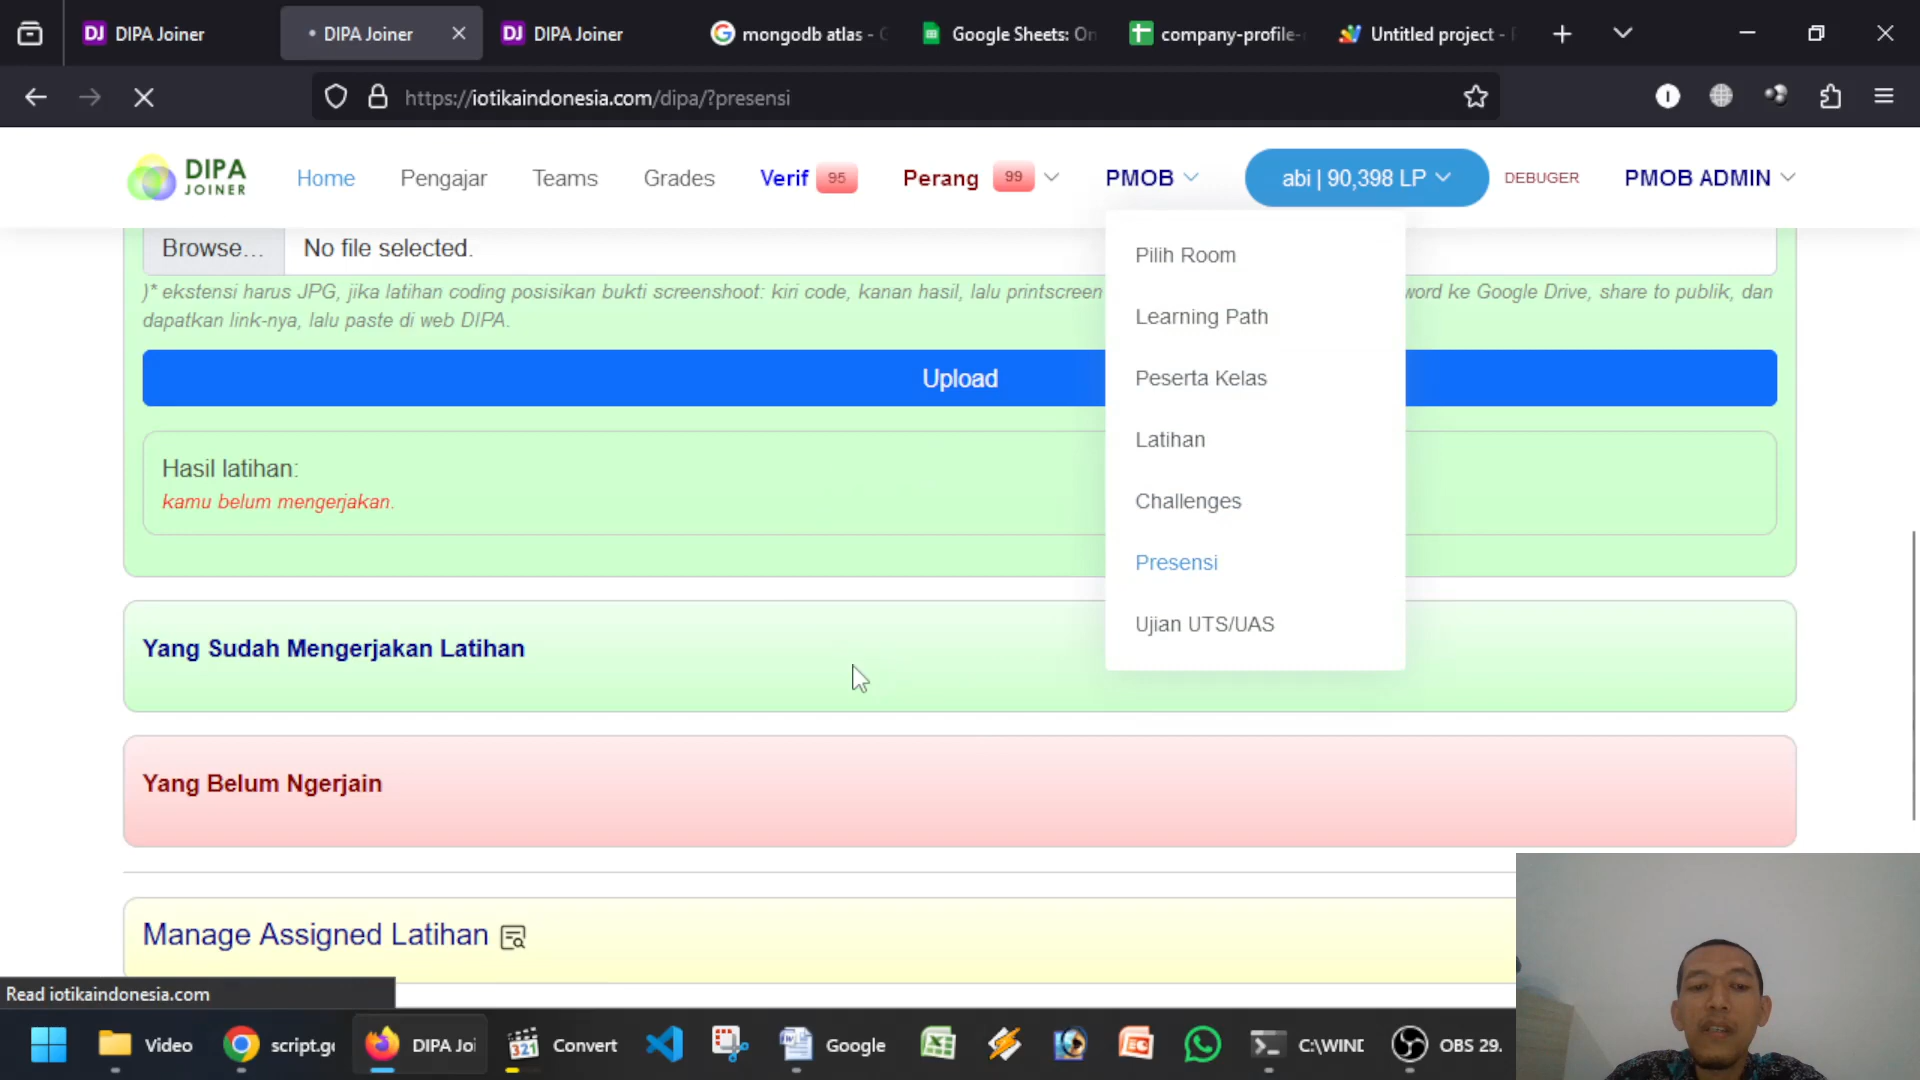 DIPA Joiner
DIPA Joiner
DIPA Joiner
mongodb atlas -
Google Sheets: On
company-profile-
Untitled project -
https://iotikaindonesia.com/dipa/?presensi
DIPA
JOINER
Home
Pengajar
Teams
Grades
Verif 95
Perang 99
PMOB
abi | 90,398 LP
DEBUGER
PMOB ADMIN
Browse...
No file selected.
)* ekstensi harus JPG, jika latihan coding posisikan bukti screenshoot: kiri code, kanan hasil, lalu printscreen
word ke Google Drive, share to publik, dan
dapatkan link-nya, lalu paste di web DIPA.
Upload
Hasil latihan:
kamu belum mengerjakan.
Pilih Room
Learning Path
Peserta Kelas
Latihan
Challenges
Presensi
Ujian UTS/UAS
Yang Sudah Mengerjakan Latihan
Yang Belum Ngerjain
Manage Assigned Latihan
Read iotikaindonesia.com
Video
script.g
DIPA Joi
321
Convert
Google
C:\WIND
OBS 29.